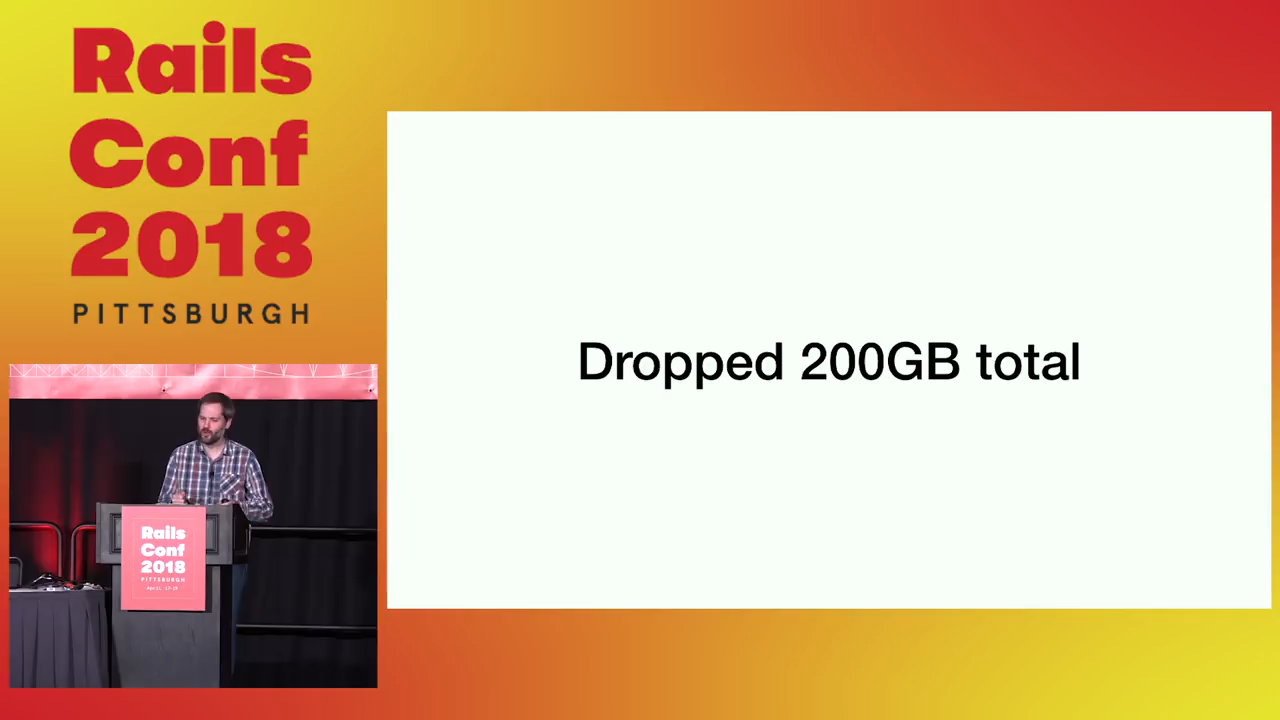 Rails
Conf
2018
PITTSBURGH
Dropped 200GB total
Rails
Conf
2018
PITTSBURGH